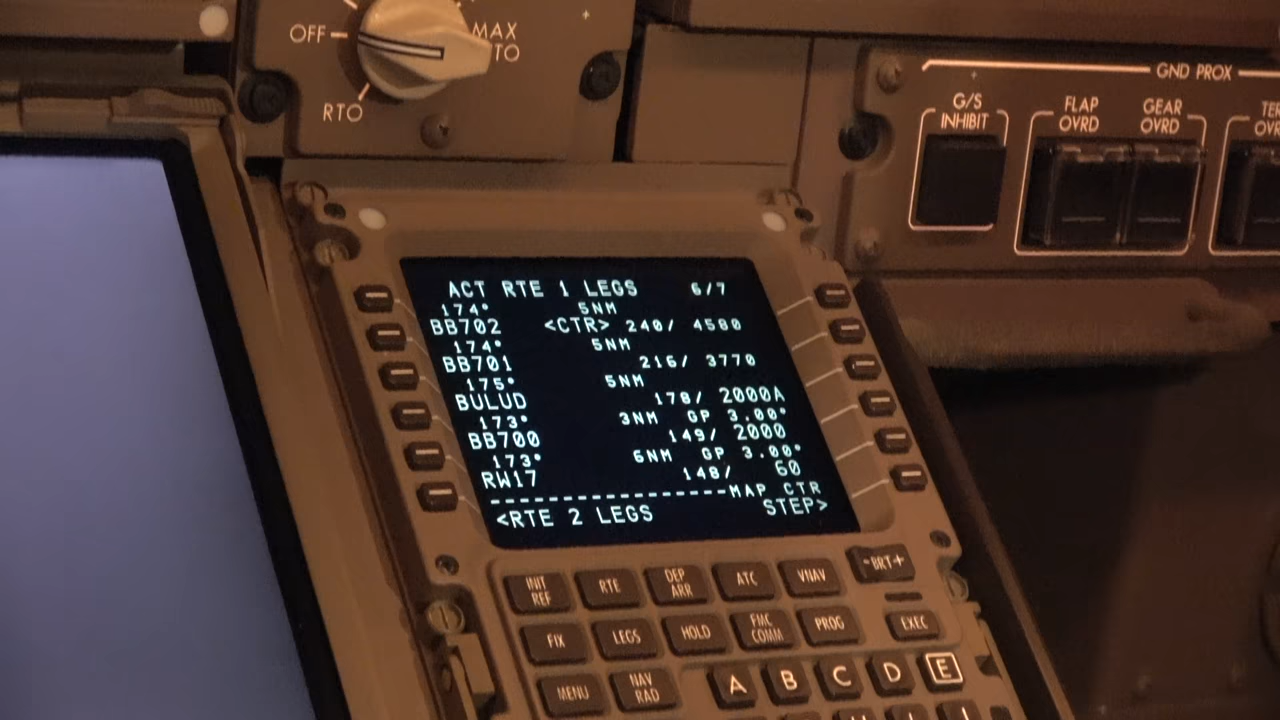 OFF
MAX
RTO
GND PROX
G/S INHIBIT
FLAP OVRD
GEAR OVRD
ACT RTE 1 LEGS 6/7
174° 5NM
BB702 <CTR> 240/ 4580
174° 5NM
BB701 216/ 3770
175° 5NM
BULUD 178/ 2000A
173° 3NM GP 3.00°
BB700 149/ 2000
173° 6NM GP 3.00°
RW17 148/ 60
--------------------MAP CTR
<RTE 2 LEGS STEP>
INIT REF
RTE
DEP ARR
ATC
VNAV
-BRT+
FIX
LEGS
HOLD
FMC COMM
PROG
EXEC
MENU
NAV RAD
A
B
C
D
E